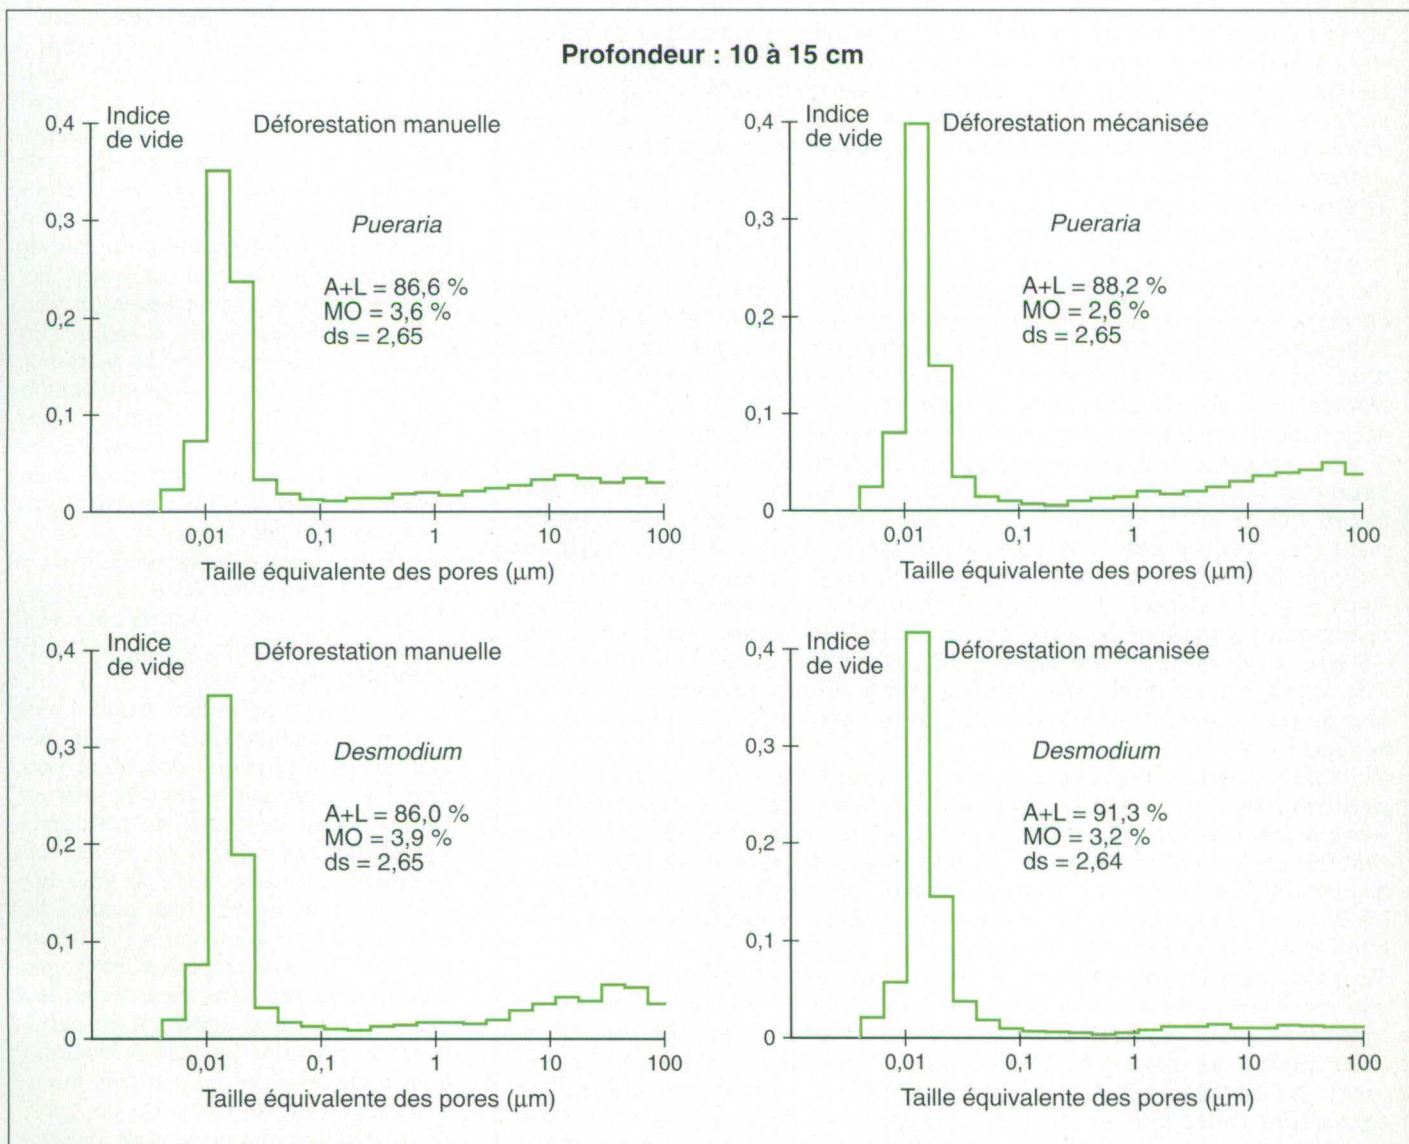 Profondeur : 10 à 15 cm
Indice
de vide
Déforestation manuelle
Pueraria
A+L = 86,6 %
MO = 3,6 %
ds = 2,65
0,4
0,3
0,2
0,1
0
0,01 0,1 1 10 100
Taille équivalente des pores (µm)
Indice
de vide
Déforestation mécanisée
Pueraria
A+L = 88,2 %
MO = 2,6 %
ds = 2,65
0,4
0,3
0,2
0,1
0
0,01 0,1 1 10 100
Taille équivalente des pores (µm)
Indice
de vide
Déforestation manuelle
Desmodium
A+L = 86,0 %
MO = 3,9 %
ds = 2,65
0,4
0,3
0,2
0,1
0
0,01 0,1 1 10 100
Taille équivalente des pores (µm)
Indice
de vide
Déforestation mécanisée
Desmodium
A+L = 91,3 %
MO = 3,2 %
ds = 2,64
0,4
0,3
0,2
0,1
0
0,01 0,1 1 10 100
Taille équivalente des pores (µm)